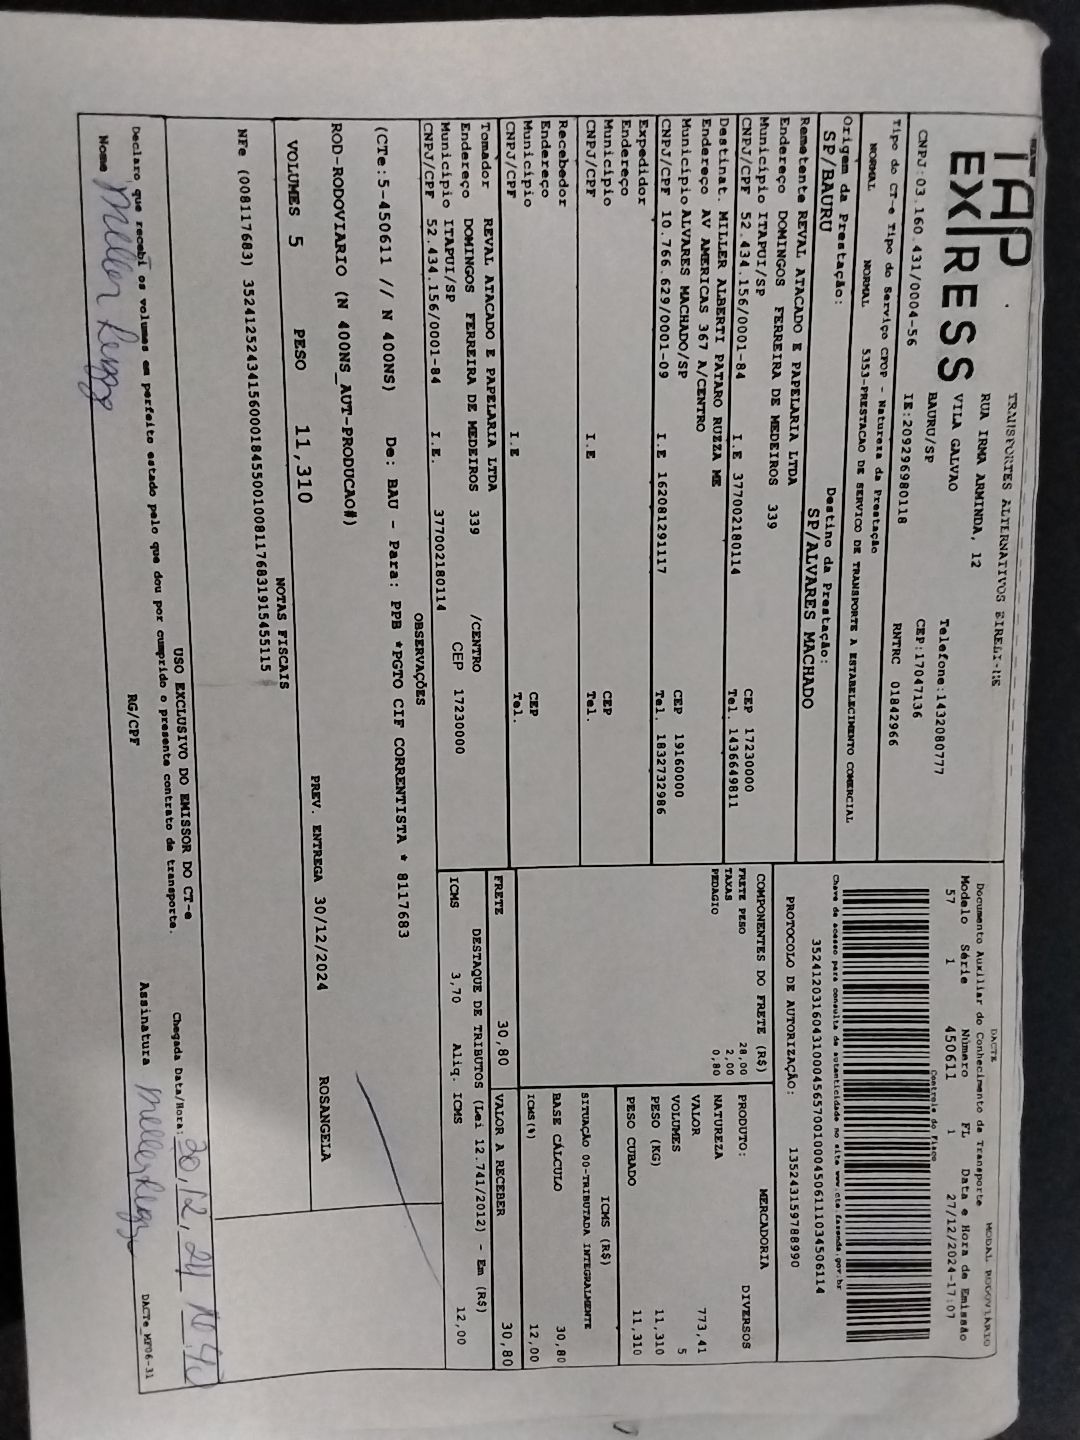 TAP
EX/RESS
TRANSPORTES ALTERNATIVOS EIRELI-ME
RUA IRMA ARMINDA, 12
VILA GALVAO
BAURU/SP
Telefone:1432080777
CEP:17047136
CNPJ:03.160.431/0004-56 IE:209296980118 RNTRC 01842966
Tipo do CT-e Tipo do Serviço CFOP - Natureza da Prestação
NORMAL NORMAL 5353-PRESTACAO DE SERVICO DE TRANSPORTE A ESTABELECIMENTO COMERCIAL
Origem da Prestação: Destino da Prestação:
SP/BAURU SP/ALVARES MACHADO
DACTE MODAL RODOVIÁRIO
Documento Auxiliar do Conhecimento de Transporte
Modelo Série Número FL Data e Hora de Emissão
57 1 450611 1 27/12/2024-17:07
Controle do Fisco
Chave de acesso para consulta de autenticidade no site www.cte.fazenda.gov.br
35241203160431000456570010004506111034506114
PROTOCOLO DE AUTORIZAÇÃO: 135243159788990
Remetente REVAL ATACADO E PAPELARIA LTDA
Endereço DOMINGOS FERREIRA DE MEDEIROS 339
Município ITAPUI/SP CEP 17230000
CNPJ/CPF 52.434.156/0001-84 I.E 377002180114 Tel. 1436649811
Destinat. MILLER ALBERTI PATARO RUZZA ME
Endereço AV AMERICAS 367 A/CENTRO
Município ALVARES MACHADO/SP CEP 19160000
CNPJ/CPF 10.766.629/0001-09 I.E 162081291117 Tel. 1832732986
Expedidor
Endereço
Município CEP
CNPJ/CPF I.E Tel.
Recebedor
Endereço
Município CEP
CNPJ/CPF I.E Tel.
Tomador REVAL ATACADO E PAPELARIA LTDA
Endereço DOMINGOS FERREIRA DE MEDEIROS 339 /CENTRO
Município ITAPUI/SP CEP 17230000
CNPJ/CPF 52.434.156/0001-84 I.E. 377002180114
COMPONENTES DO FRETE (R$)
FRETE PESO 28,00
TAXAS 2,00
PEDAGIO 0,80
MERCADORIA
PRODUTO: DIVERSOS
NATUREZA
VALOR 773,41
VOLUMES 5
PESO (KG) 11,310
PESO CUBADO 11,310
ICMS (R$)
SITUAÇÃO 00-TRIBUTADA INTEGRALMENTE
BASE CÁLCULO 30,80
ICMS(%) 12,00
FRETE 30,80 VALOR A RECEBER 30,80
DESTAQUE DE TRIBUTOS (Lei 12.741/2012) - Em (R$)
ICMS 3,70 Aliq. ICMS 12,00
OBSERVAÇÕES
(CTe:5-450611 // N 400NS) De: BAU - Para: PPB *PGTO CIF CORRENTISTA * 8117683
ROD-RODOVIARIO (N 400NS_AUT-PRODUCAO#)
PREV. ENTREGA 30/12/2024 ROSANGELA
VOLUMES 5 PESO 11,310
NOTAS FISCAIS
NFe (008117683) 35241252434156000184550010081176831915455115
USO EXCLUSIVO DO EMISSOR DO CT-e
Declaro que recebi os volumes em perfeito estado pelo que dou por cumprido o presente contrato de transporte.
Chegada Data/Hora: 30,12,24
Nome RG/CPF Assinatura
DACTe_MF06-31